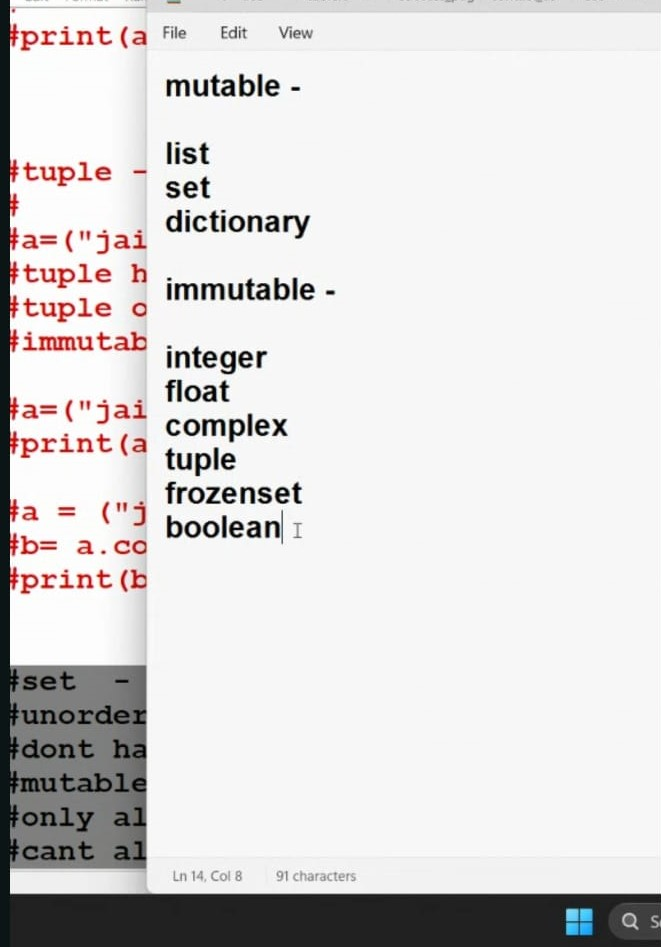 #print(a
File Edit View
mutable -
list
#tuple -
set
#
dictionary
#a=("jai
#tuple h
immutable -
#tuple o
#immutab
integer
float
#a=("jai
complex
#print(a
tuple
frozenset
#a = ("j
boolean
#b= a.co
#print(b
#set -
#unorder
#dont ha
#mutable
#only al
#cant al
Ln 14, Col 8 91 characters